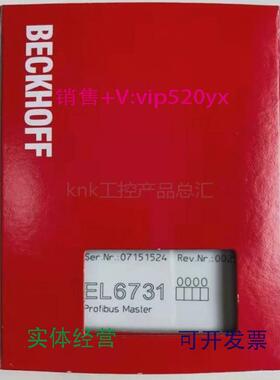 BECKHOFF
销售+V:vip520yx
knk工控产品总汇
Ser.Nr.:07151524 Rev.Nr.:002
EL6731
0000
Profibus Master
实体经营 可开发票